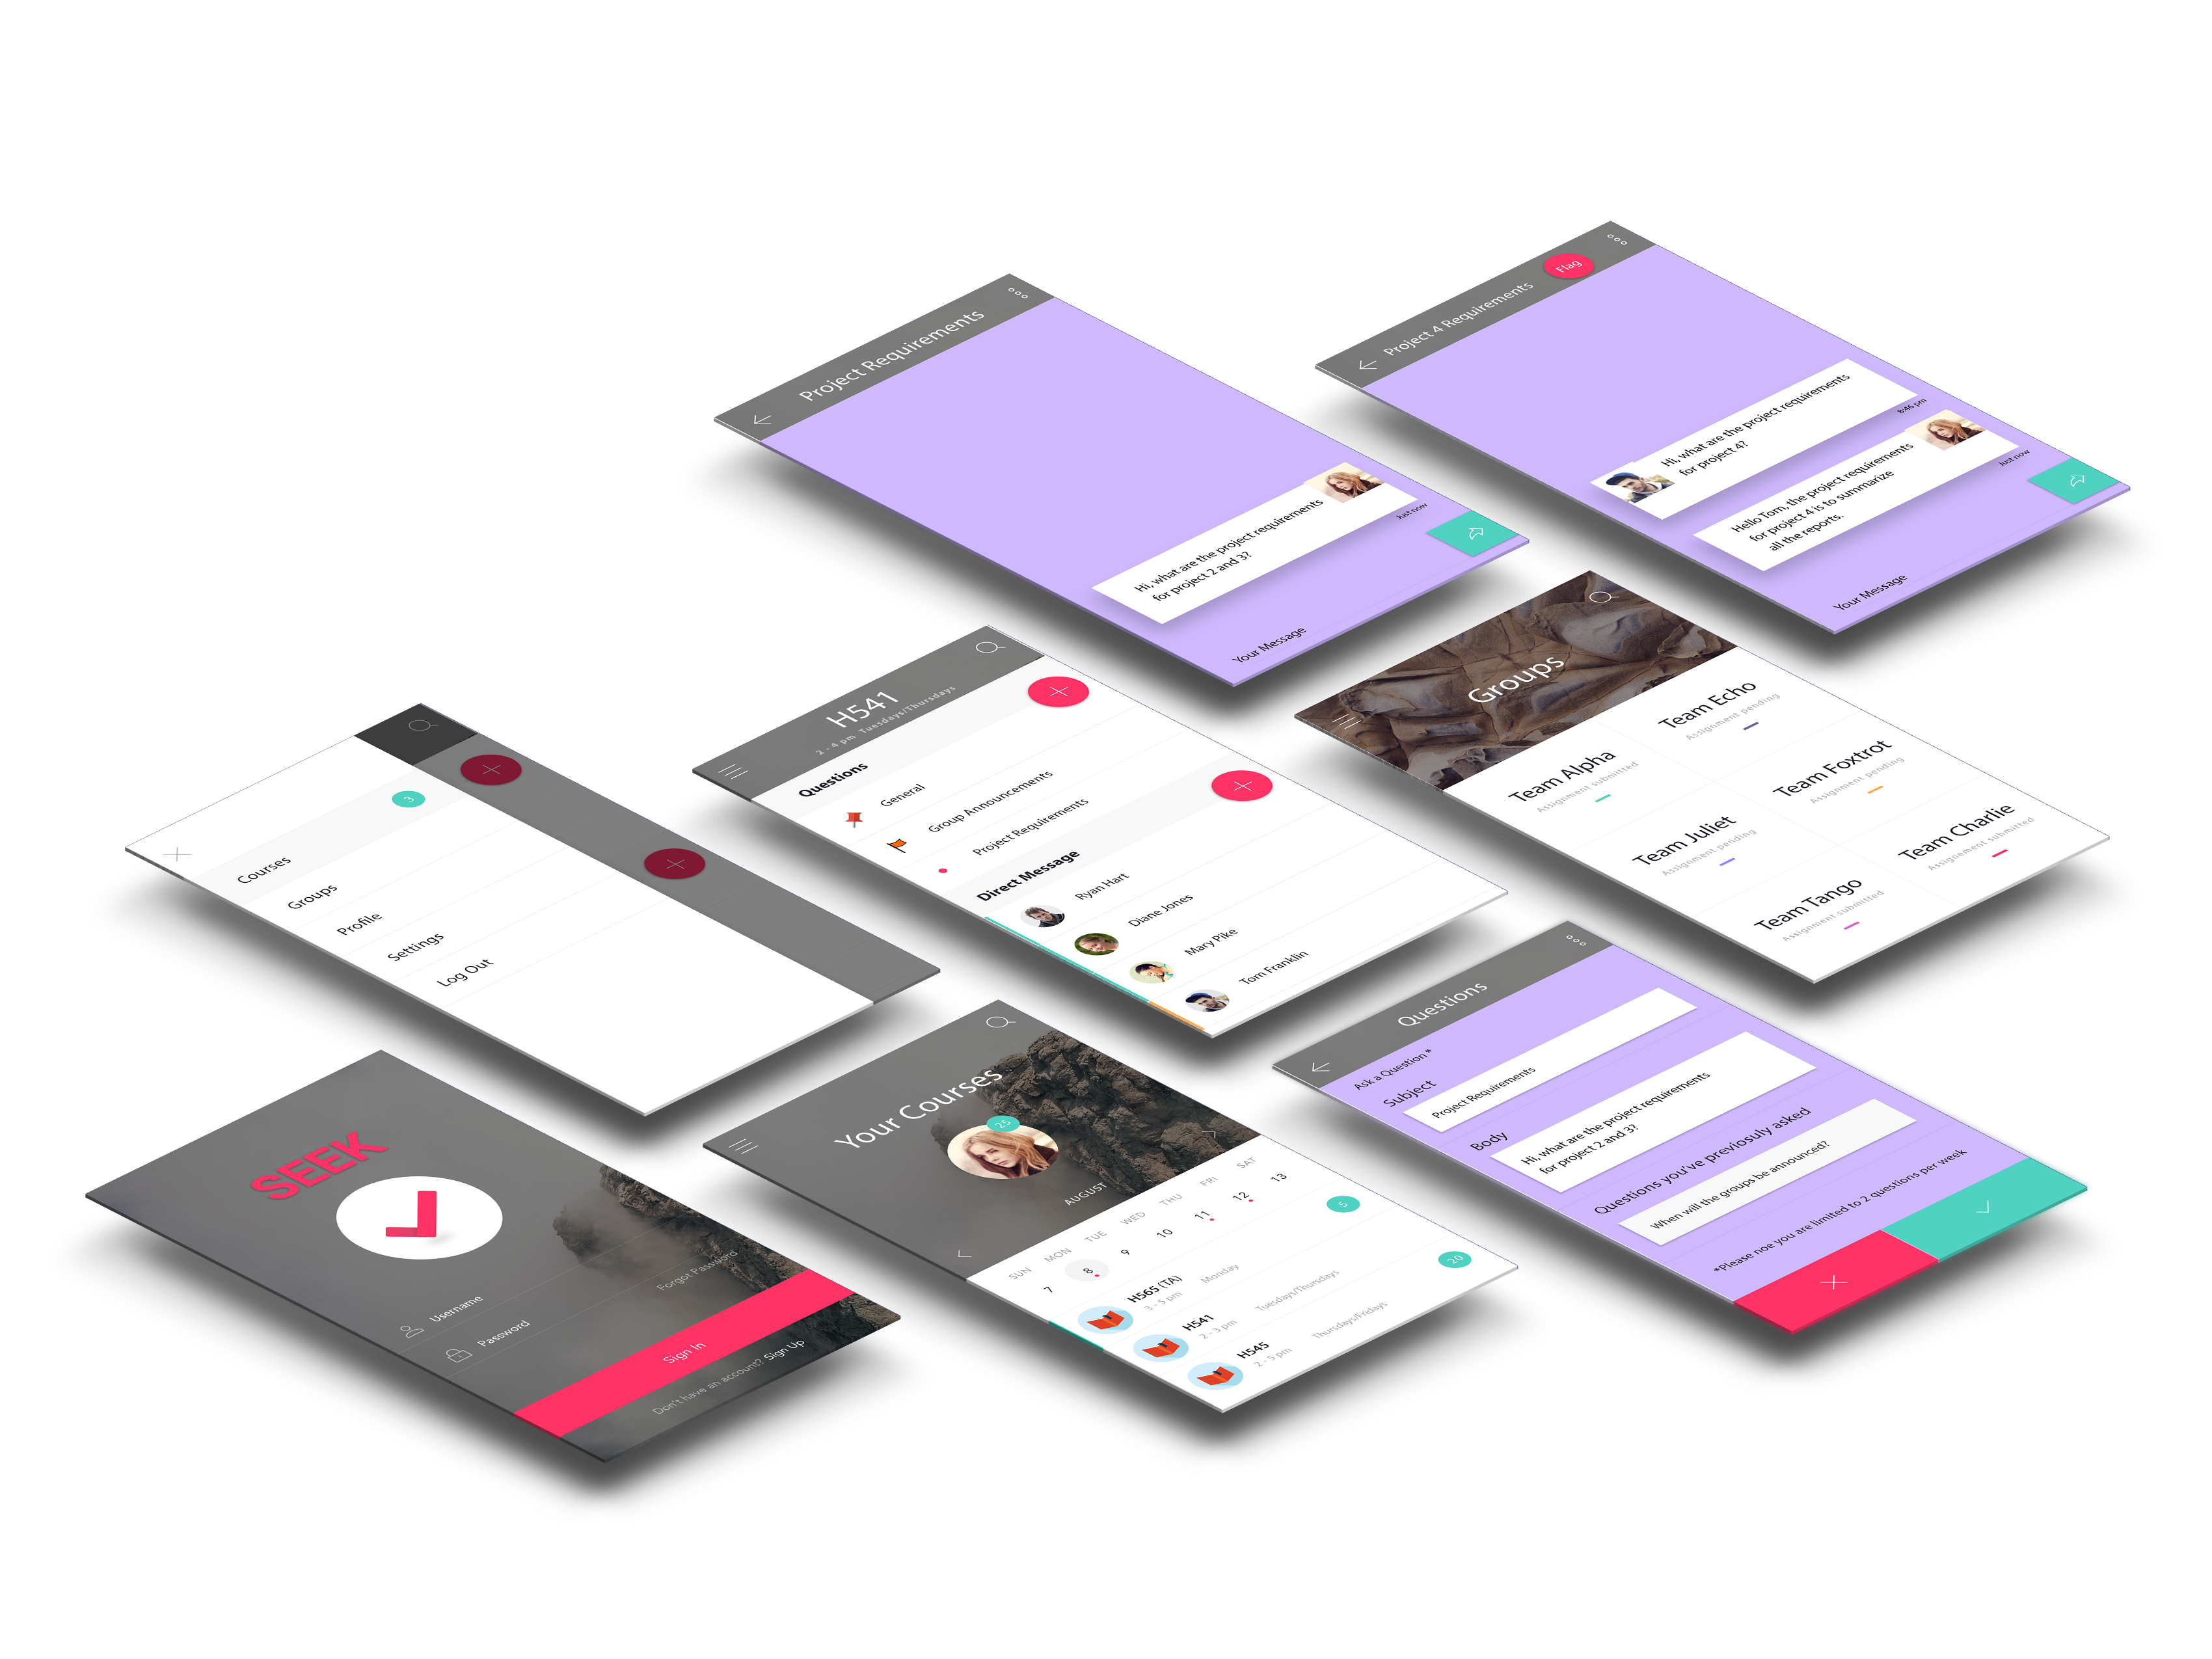 Project Requirements
Hi, what are the project requirements
for project 2 and 3?
Just now
Your Message
Project 4 Requirements
Flag
Hi, what are the project requirements
for project 4?
8:46 pm
Hello Tom, the project requirements
for project 4 is to summarize
all the reports.
Just now
Your Message
3
Courses
Groups
Profile
Settings
Log Out
H541
2 - 4 pm Tuesdays/Thursdays
Questions
General
Group Announcements
Project Requirements
Direct Message
Ryan Hart
Diane Jones
Mary Pike
Tom Franklin
Groups
Team Alpha
Assignment submitted
Team Echo
Assignment pending
Team Juliet
Assignment pending
Team Foxtrot
Assignment pending
Team Tango
Assignment submitted
Team Charlie
Assignement submitted
SEEK
Username
Password
Forgot Password
Sign In
Don't have an account? Sign Up
Your Courses
25
AUGUST
SUN MON TUE WED THU FRI SAT
7 8 9 10 11 12 13
H565 (TA)
3 - 5 pm Monday
5
H541
2 - 3 pm Tuesdays/Thursdays
20
H545
2 - 5 pm Thursdays/Fridays
Questions
Ask a Question *
Subject
Project Requirements
Body
Hi, what are the project requirements
for project 2 and 3?
Questions you've previosuly asked
When will the groups be announced?
*Please noe you are limited to 2 questions per week